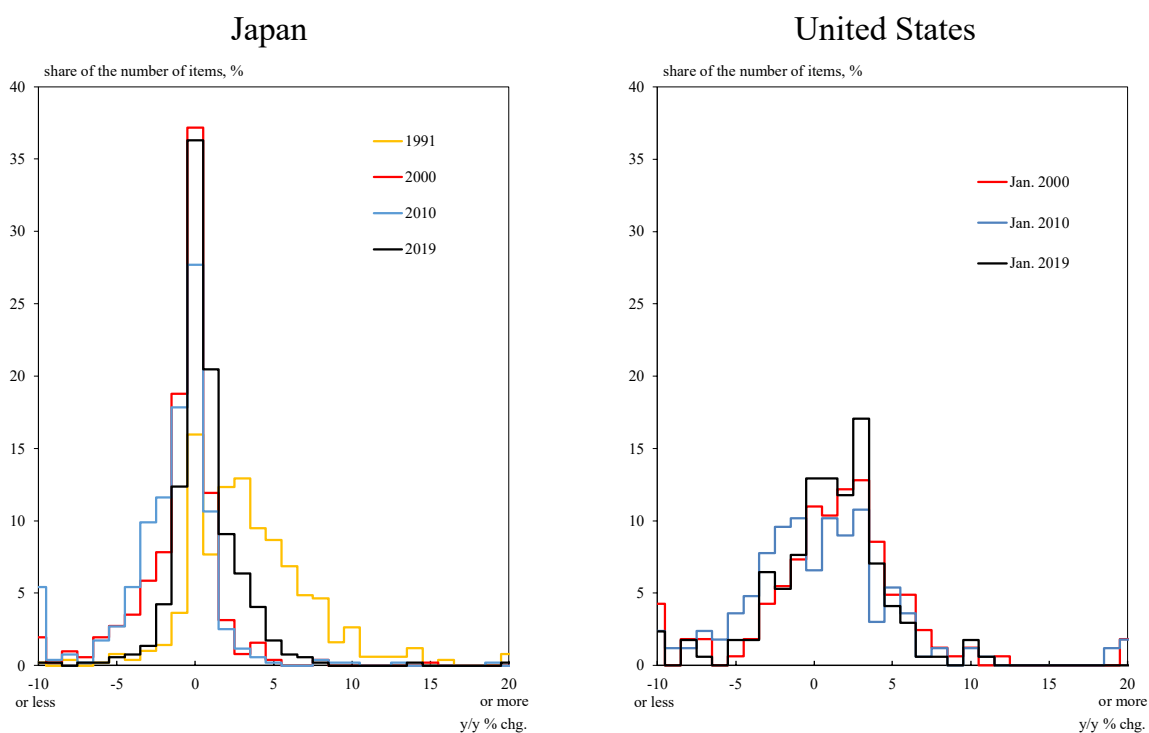 Japan
share of the number of items, %
40
35
30
25
20
15
10
5
0
-10
-5
0
5
10
15
20
or less
or more
y/y % chg.
1991
2000
2010
2019
United States
share of the number of items, %
40
35
30
25
20
15
10
5
0
-10
-5
0
5
10
15
20
or less
or more
y/y % chg.
Jan. 2000
Jan. 2010
Jan. 2019